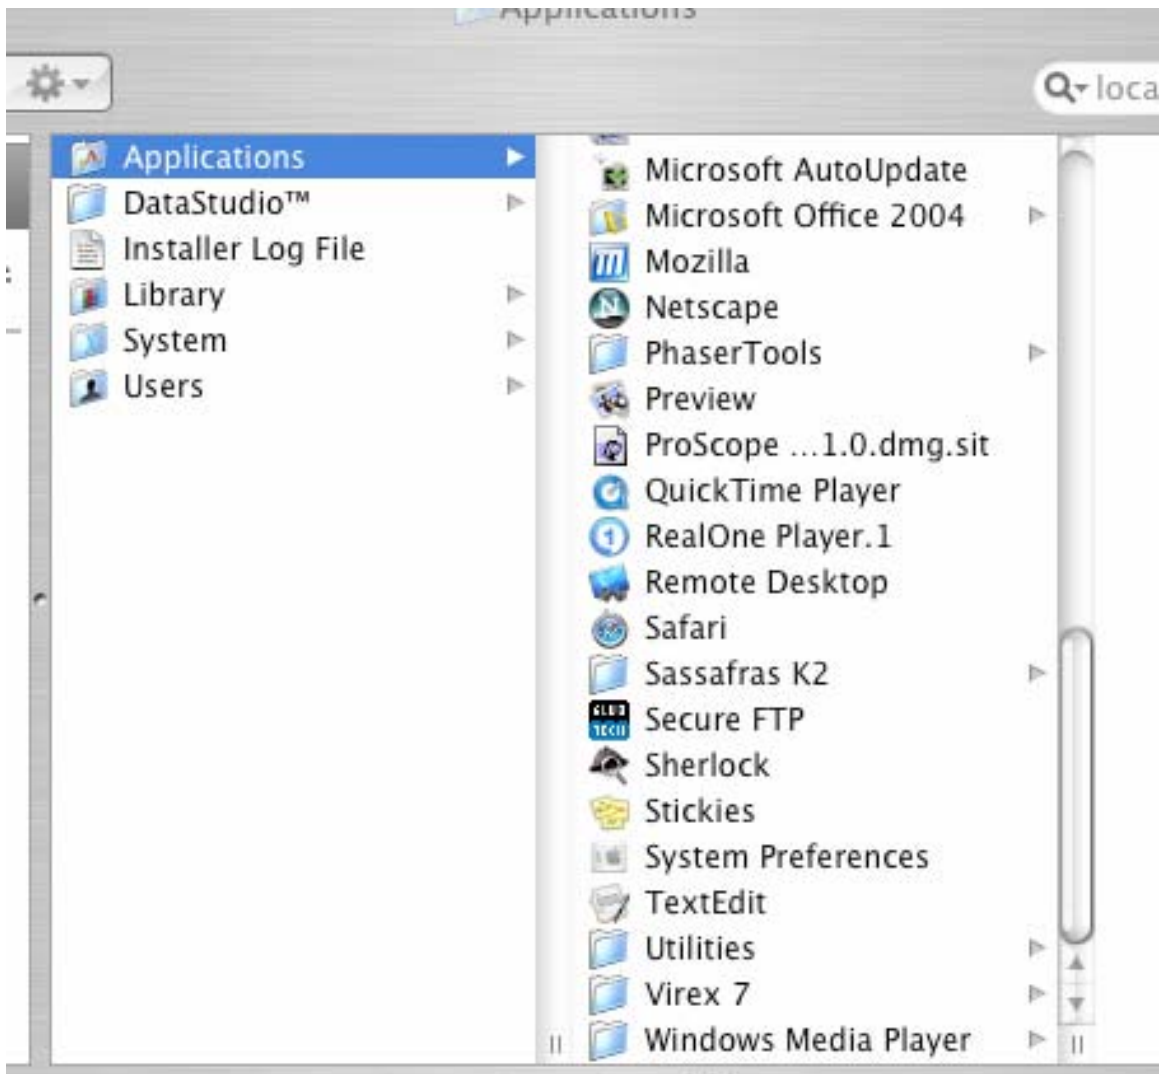 Applications
loca
Applications
DataStudio™
Installer Log File
Library
System
Users
Microsoft AutoUpdate
Microsoft Office 2004
Mozilla
Netscape
PhaserTools
Preview
ProScope ...1.0.dmg.sit
QuickTime Player
RealOne Player.1
Remote Desktop
Safari
Sassafras K2
Secure FTP
Sherlock
Stickies
System Preferences
TextEdit
Utilities
Virex 7
Windows Media Player